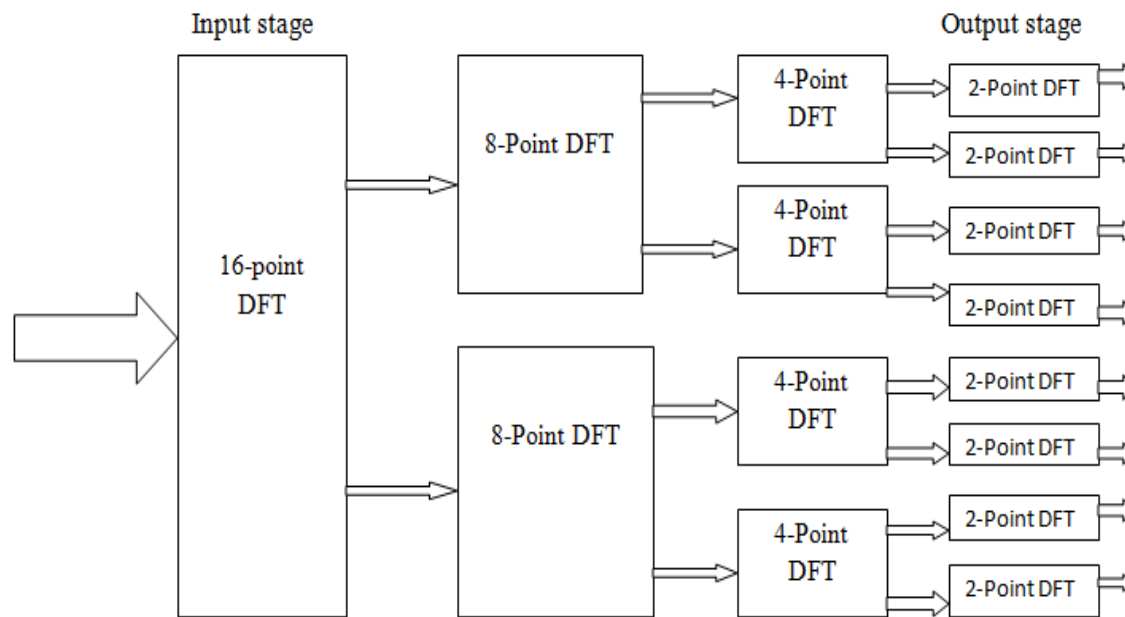 Input stage
Output stage
16-point
DFT
8-Point DFT
8-Point DFT
4-Point
DFT
4-Point
DFT
4-Point
DFT
4-Point
DFT
2-Point DFT
2-Point DFT
2-Point DFT
2-Point DFT
2-Point DFT
2-Point DFT
2-Point DFT
2-Point DFT